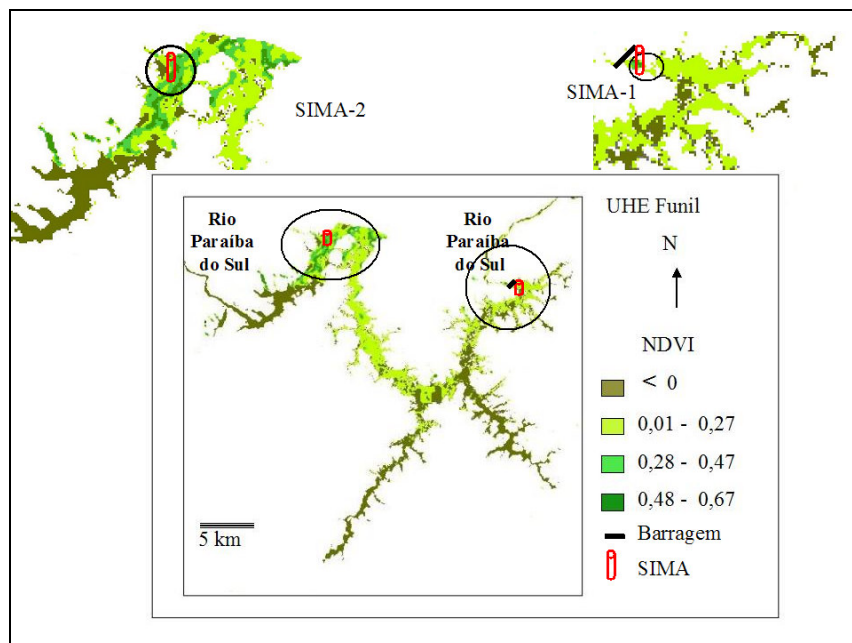 SIMA-2
SIMA-1
Rio
Paraíba
do Sul
Rio
Paraíba
do Sul
UHE Funil
N
NDVI
< 0
0,01 - 0,27
0,28 - 0,47
0,48 - 0,67
Barragem
SIMA
5 km